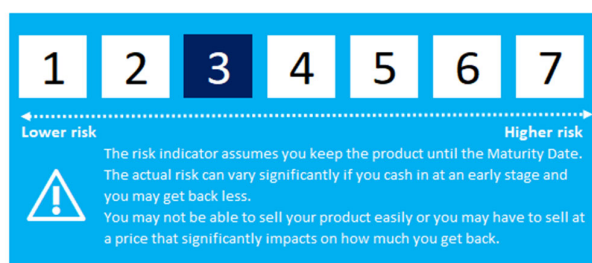 1 2 3 4 5 6 7
Lower risk Higher risk
The risk indicator assumes you keep the product until the Maturity Date.
The actual risk can vary significantly if you cash in at an early stage and
you may get back less.
You may not be able to sell your product easily or you may have to sell at
a price that significantly impacts on how much you get back.